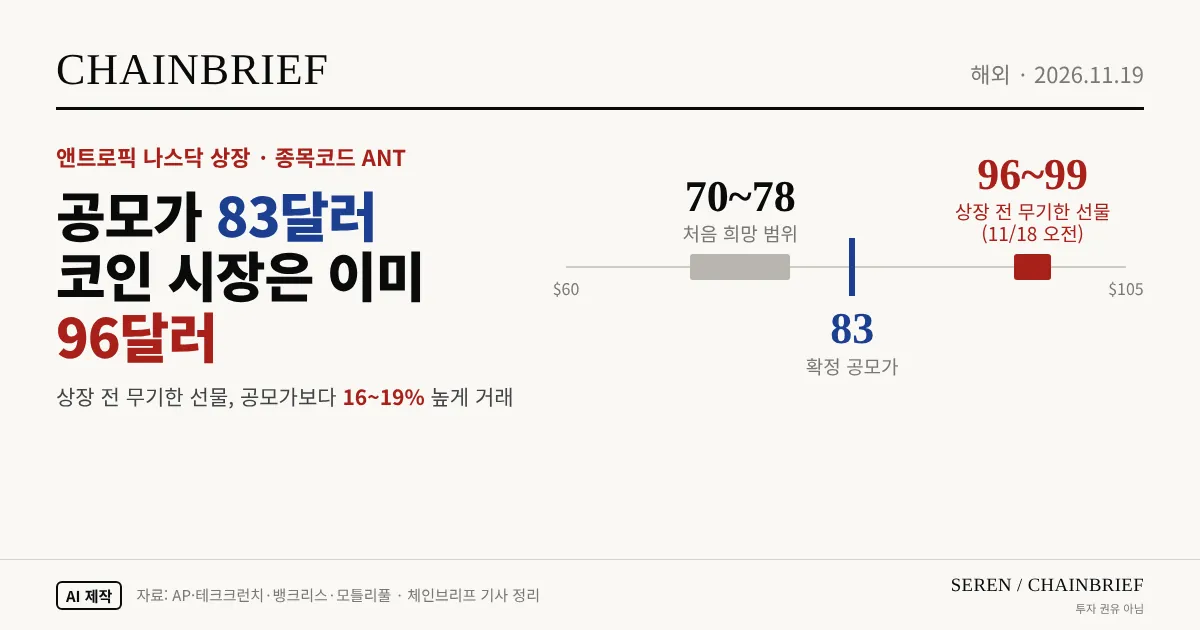 CHAINBRIEF
해외 · 2026.11.19
앤트로픽 나스닥 상장 · 종목코드 ANT
공모가 83달러
코인 시장은 이미
96달러
상장 전 무기한 선물, 공모가보다 16~19% 높게 거래
70~78
처음 희망 범위
96~99
상장 전 무기한 선물
(11/18 오전)
$60
$105
83
확정 공모가
AI 제작
자료: AP·테크크런치·뱅크리스·모틀리풀 · 체인브리프 기사 정리
SEREN / CHAINBRIEF
투자 권유 아님